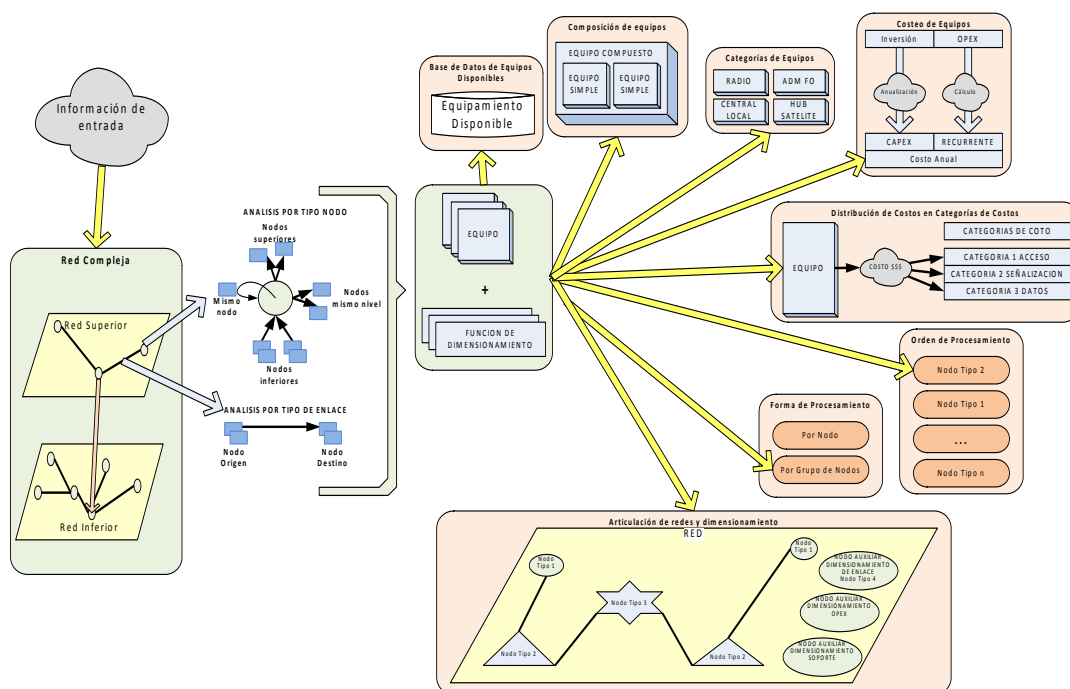 Información de
entrada
Red Compleja
Red Superior
Red Inferior
ANALISIS POR TIPO NODO
Nodos
superiores
Mismo
nodo
Nodos
mismo nivel
Nodos
inferiores
ANALISIS POR TIPO DE ENLACE
Nodo
Origen
Nodo
Destino
Base de Datos de Equipos
Disponibles
Equipamiento
Disponible
EQUIPO
+
FUNCION DE
DIMENSIONAMIENTO
Composición de equipos
EQUIPO COMPUESTO
EQUIPO
SIMPLE
EQUIPO
SIMPLE
Categorías de Equipos
RADIO
ADM FO
CENTRAL
LOCAL
HUB
SATELITE
Costeo de Equipos
Inversión
OPEX
Anualización
Cálculo
CAPEX
RECURRENTE
Costo Anual
Distribución de Costos en Categorías de Costos
EQUIPO
COSTO $$$
CATEGORIAS DE COTO
CATEGORIA 1 ACCESO
CATEGORIA 2 SEÑALIZACION
CATEGORIA 3 DATOS
Orden de Procesamiento
Nodo Tipo 2
Nodo Tipo 1
...
Nodo Tipo n
Forma de Procesamiento
Por Nodo
Por Grupo de Nodos
Articulación de redes y dimensionamiento
RED
Nodo
Tipo 1
Nodo Tipo 2
Nodo Tipo 3
Nodo Tipo 2
Nodo
Tipo 1
NODO AUXILIAR
DIMENSIONAMIENTO
DE ENLACE
Nodo Tipo 4
NODO AUXILIAR
DIMENSIONAMIENTO
OPEX
NODO AUXILIAR
DIMENSIONAMIENTO
SOPORTE